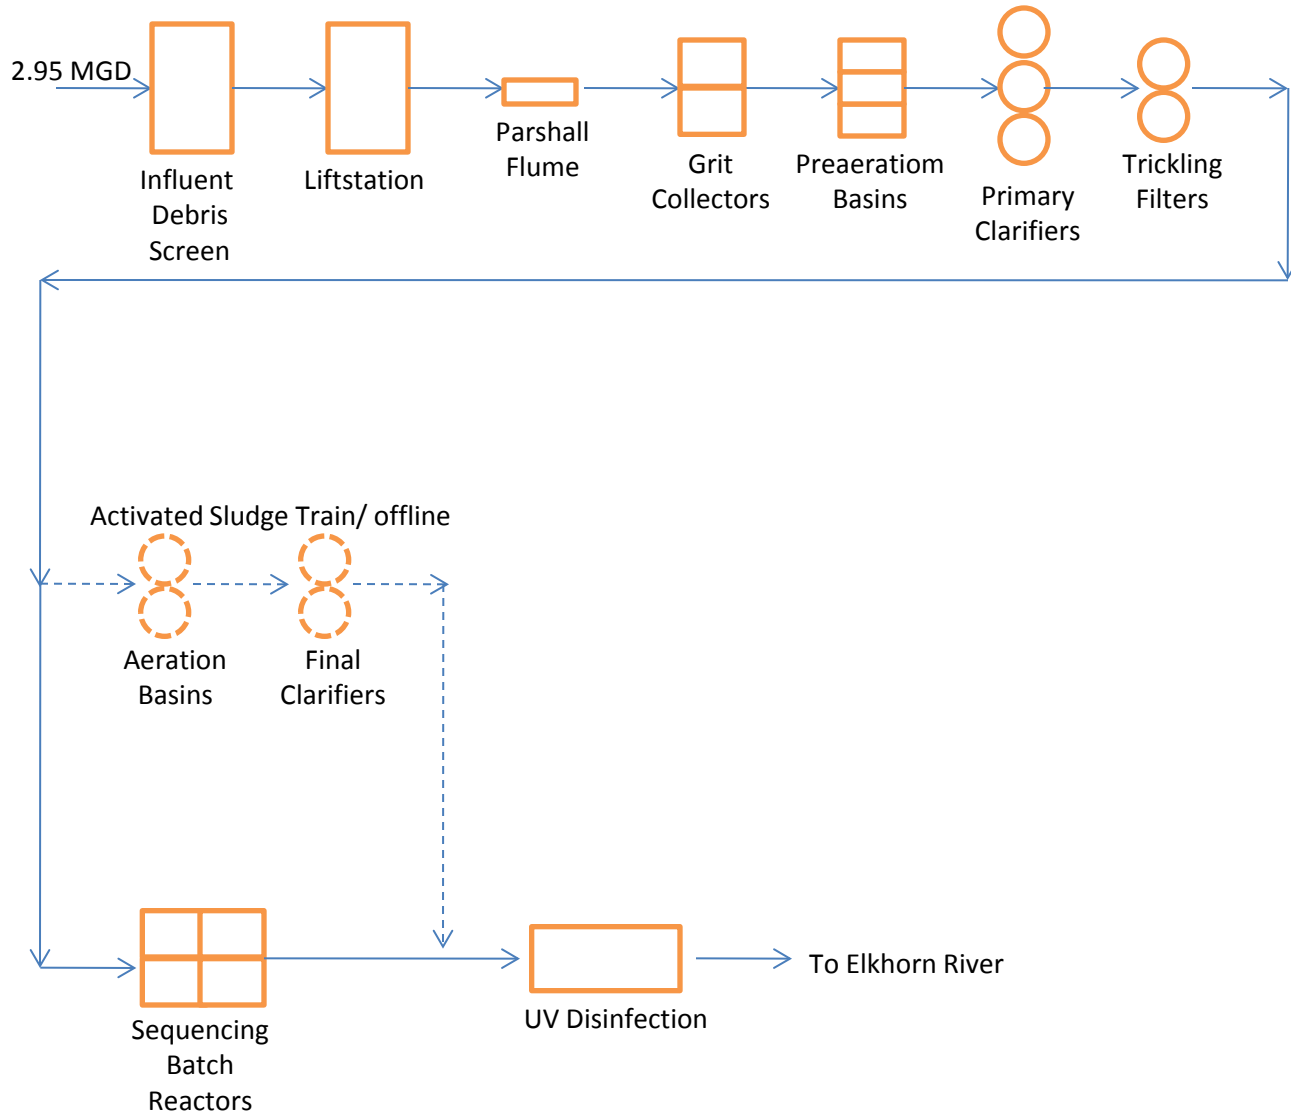 2.95 MGD
Influent
Debris
Screen
Liftstation
Parshall
Flume
Grit
Collectors
Preaeratiom
Basins
Primary
Clarifiers
Trickling
Filters
Activated Sludge Train/ offline
Aeration
Basins
Final
Clarifiers
Sequencing
Batch
Reactors
UV Disinfection
To Elkhorn River